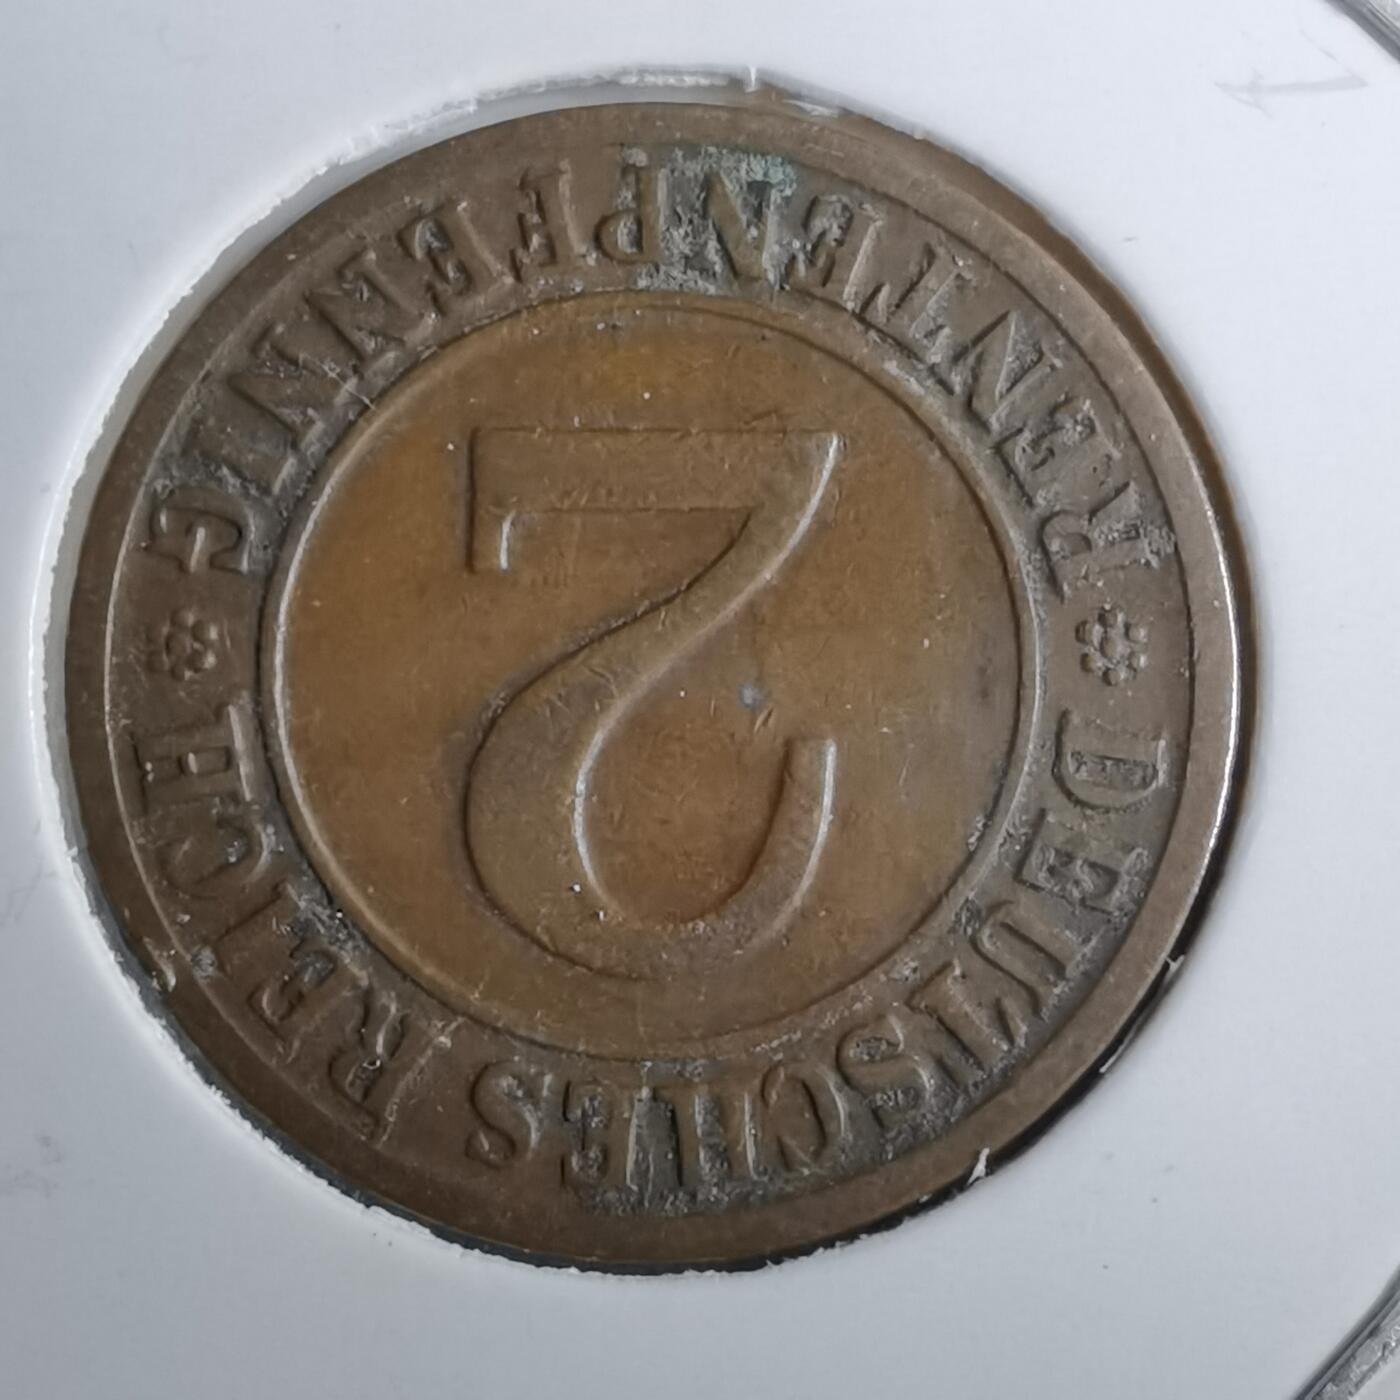 DEUTSCHES REICH
2
RENTENPFENNIG